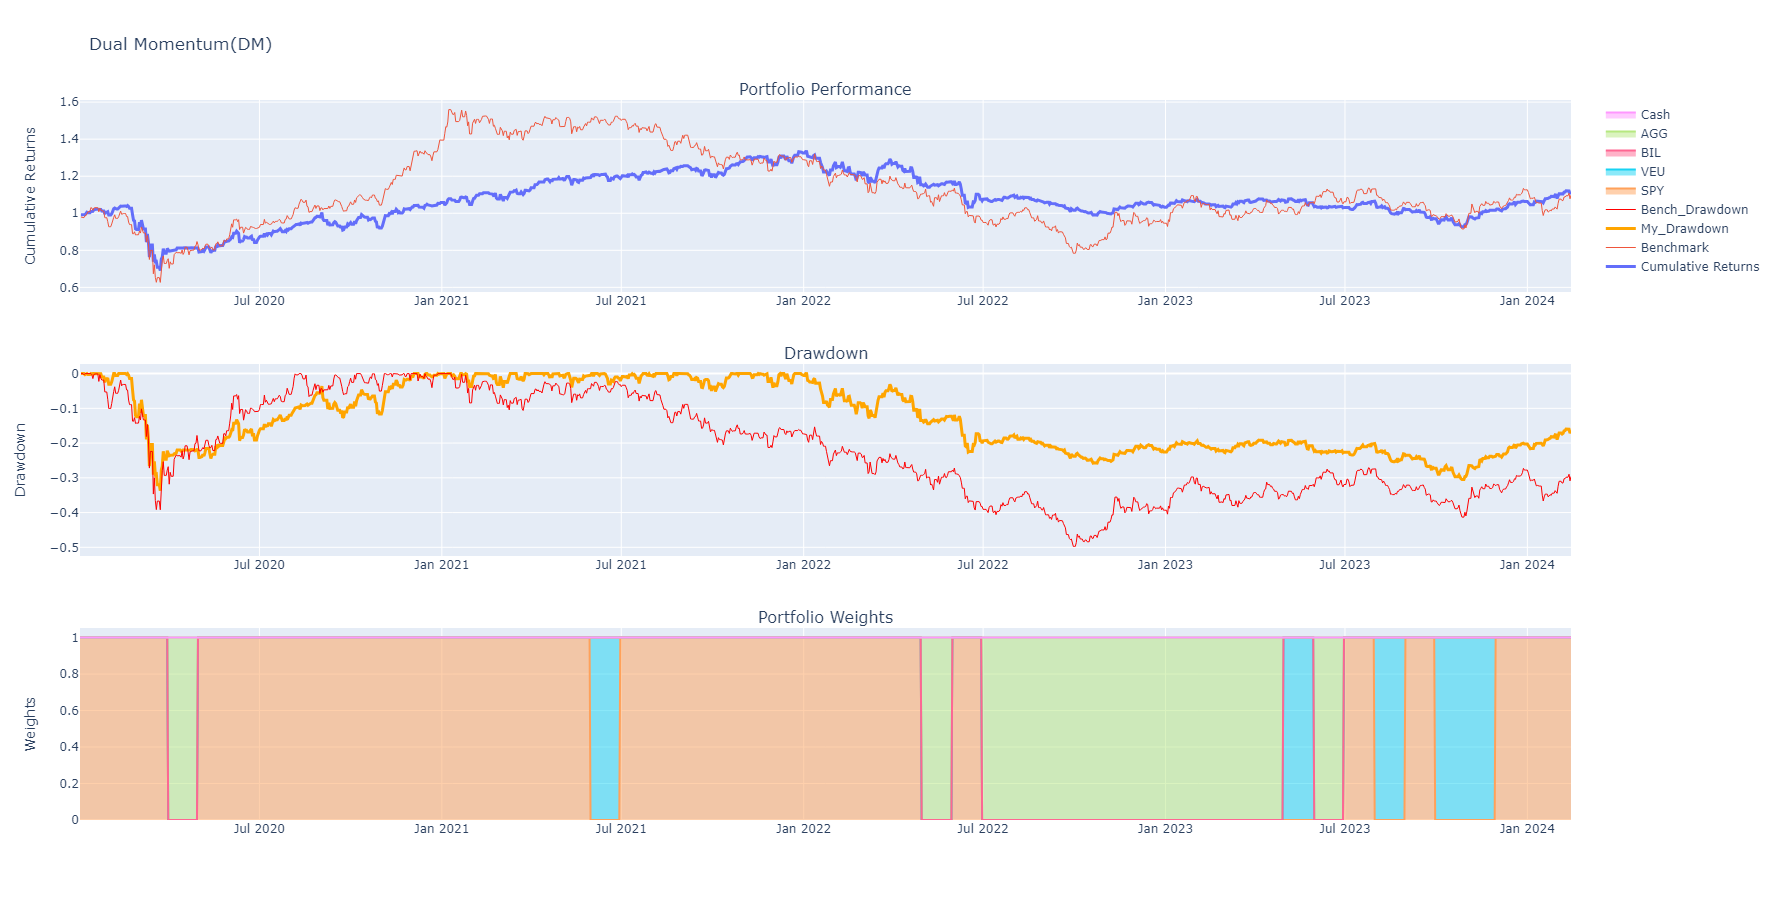 Dual Momentum(DM)
Portfolio Performance
Cumulative Returns
1.6
1.4
1.2
1
0.8
0.6
Jul 2020 Jan 2021 Jul 2021 Jan 2022 Jul 2022 Jan 2023 Jul 2023 Jan 2024
Cash
AGG
BIL
VEU
SPY
Bench_Drawdown
My_Drawdown
Benchmark
Cumulative Returns
Drawdown
Drawdown
0
−0.1
−0.2
−0.3
−0.4
−0.5
Jul 2020 Jan 2021 Jul 2021 Jan 2022 Jul 2022 Jan 2023 Jul 2023 Jan 2024
Portfolio Weights
Weights
1
0.8
0.6
0.4
0.2
0
Jul 2020 Jan 2021 Jul 2021 Jan 2022 Jul 2022 Jan 2023 Jul 2023 Jan 2024